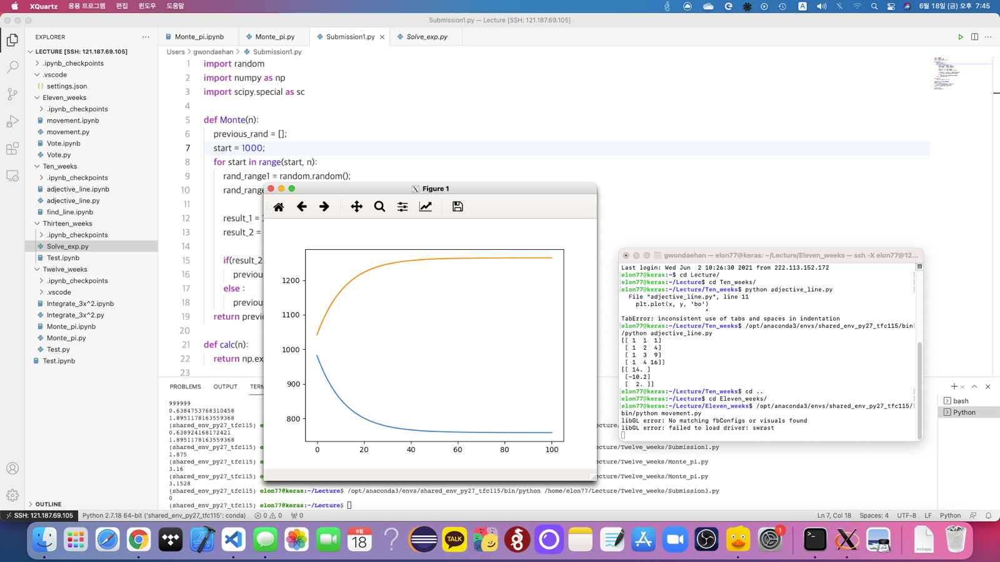 XQuartz 응용 프로그램 편집 윈도우 도움말
A 6월 18일 (금) 오후 7:45
Submission1.py — Lecture [SSH: 121.187.69.105]
EXPLORER
LECTURE [SSH: 121.187.69.105]
.ipynb_checkpoints
.vscode
settings.json
Eleven_weeks
.ipynb_checkpoints
movement.ipynb
movement.py
Vote.ipynb
Vote.py
Ten_weeks
.ipynb_checkpoints
adjective_line.ipynb
adjective_line.py
find_line.ipynb
Thirteen_weeks
.ipynb_checkpoints
Solve_exp.py
Test.ipynb
Twelve_weeks
.ipynb_checkpoints
.vscode
Integrate_3x^2.ipynb
Integrate_3x^2.py
Monte_pi.ipynb
Monte_pi.py
Test.py
Test.ipynb
OUTLINE
Monte_pi.ipynb Monte_pi.py Submission1.py Solve_exp.py
Users > gwondaehan > Submission1.py
1 import random
2 import numpy as np
3 import scipy.special as sc
4
5 def Monte(n):
6 previous_rand = [];
7 start = 1000;
8 for start in range(start, n):
9 rand_range1 = random.random();
10 rand_range
11
12 result_1 =
13 result_2 =
14
15 if(result_2
16 previous
17 else :
18 previous
19 return previ
20
21 def calc(n):
22 return np.ex
23
Figure 1
1200
1100
1000
900
800
0 20 40 60 80 100
gwondaehan — elon77@keras: ~/Lecture/Eleven_weeks — ssh -X elon77@12...
Last login: Wed Jun  2 10:26:30 2021 from 222.113.152.172
[elon77@keras:~$ cd Lecture/ ]
[elon77@keras:~/Lecture$ cd Ten_weeks/ ]
[elon77@keras:~/Lecture/Ten_weeks$ python adjective_line.py ]
File "adjective_line.py", line 11
plt.plot(x, y, 'bo')
^
TabError: inconsistent use of tabs and spaces in indentation
[elon77@keras:~/Lecture/Ten_weeks$ /opt/anaconda3/envs/shared_env_py27_tfc115/bin]
/python adjective_line.py
[[ 1  1  1]
[ 1  2  4]
[ 1  3  9]
[ 1  4 16]]
[[ 14. ]
[-10.2]
[  2. ]]
[elon77@keras:~/Lecture/Ten_weeks$ cd .. ]
[elon77@keras:~/Lecture$ cd Eleven_weeks/ ]
[elon77@keras:~/Lecture/Eleven_weeks$ /opt/anaconda3/envs/shared_env_py27_tfc115/]
bin/python movement.py
libGL error: No matching fbConfigs or visuals found
libGL error: failed to load driver: swrast
PROBLEMS OUTPUT TERM
bash
Python
999999
0.6384753768310458
1.8951178163559368
(shared_env_py27_tfc115) e
0.638924168172421
1.8951178163559368
(shared_env_py27_tfc115) e ecture/Twelve_weeks/Submission1.py
1.875
(shared_env_py27_tfc115) e ecture/Twelve_weeks/Monte_pi.py
3.16
(shared_env_py27_tfc115) e ecture/Twelve_weeks/Monte_pi.py
3.1528
(shared_env_py27_tfc115) elon77@keras:~/Lecture$ /opt/anaconda3/envs/shared_env_py27_tfc115/bin/python /home/elon77/Lecture/Twelve_weeks/Submission3.py
0
(shared_env_py27_tfc115) elon77@keras:~/Lecture$
SSH: 121.187.69.105 Python 2.7.18 64-bit ('shared_env_py27_tfc115': conda) 0 0 0 Ln 7, Col 18 Spaces: 4 UTF-8 LF Python
6월
18
TALK
1
PYTHON